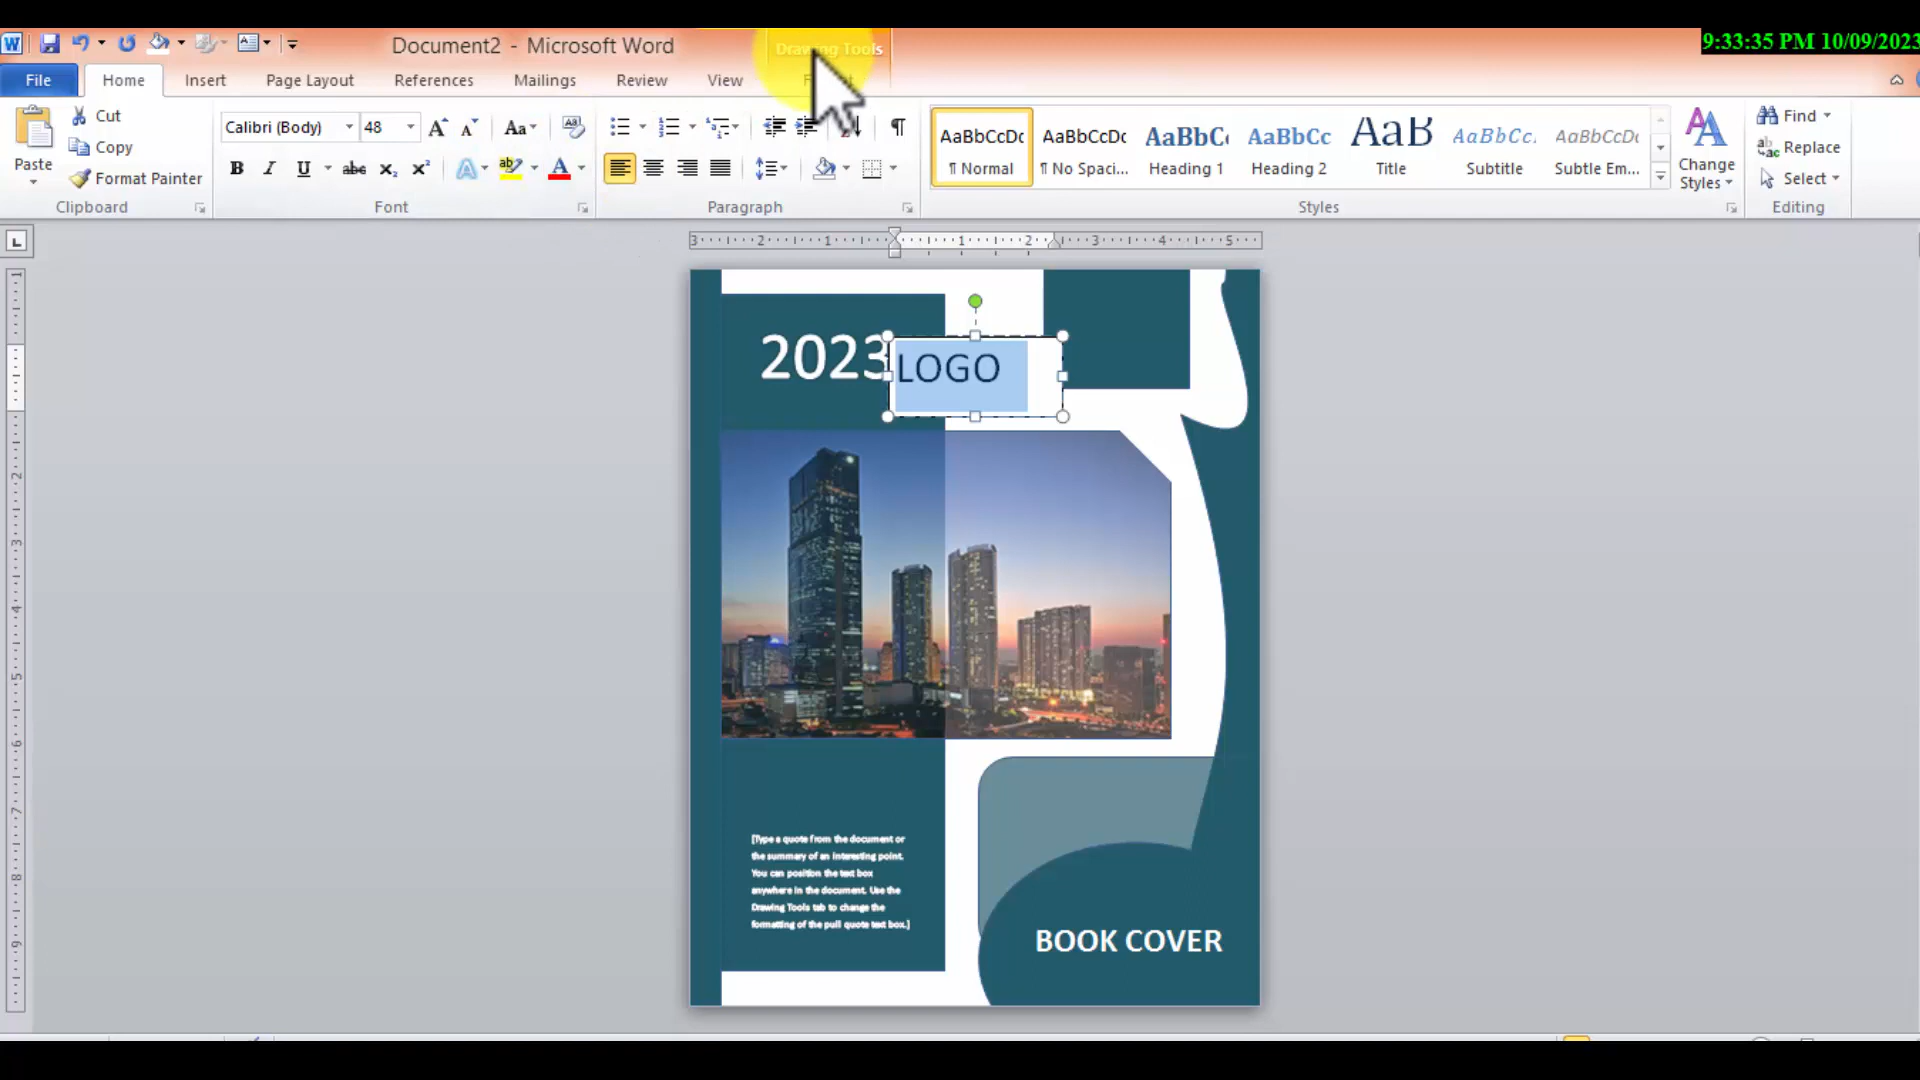 Document2 - Microsoft Word
Drawing Tools
9:33:35 PM 10/09/2023
File Home Insert Page Layout References Mailings Review View
Paste
Cut
Copy
Format Painter
Clipboard
Calibri (Body) 48
Font
Paragraph
AaBbCcDc AaBbCcDc AaBbC AaBbCc AaB AaBbCc. AaBbCcDc
¶ Normal ¶ No Spaci... Heading 1 Heading 2 Title Subtitle Subtle Em...
Change
Styles
Styles
Find
Replace
Select
Editing
2023
LOGO
[Type a quote from the document or
the summary of an interesting point.
You can position the text box
anywhere in the document. Use the
Drawing Tools tab to change the
formatting of the pull quote text box.]
BOOK COVER